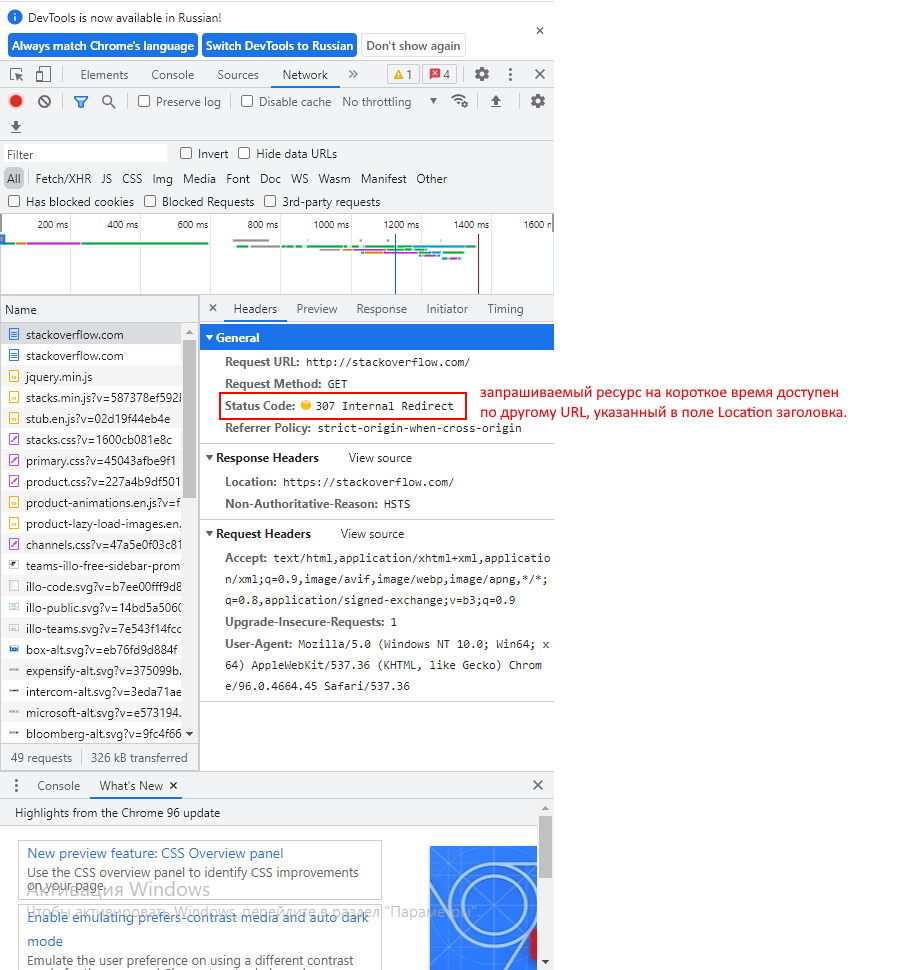 DevTools is now available in Russian!
Always match Chrome's language Switch DevTools to Russian Don't show again
Elements Console Sources Network 1 4
Preserve log Disable cache No throttling
Filter Invert Hide data URLs
All Fetch/XHR JS CSS Img Media Font Doc WS Wasm Manifest Other
Has blocked cookies Blocked Requests 3rd-party requests
200 ms 400 ms 600 ms 800 ms 1000 ms 1200 ms 1400 ms 1600 m
Name
stackoverflow.com
stackoverflow.com
jquery.min.js
stacks.min.js?v=587378ef592b
stub.en.js?v=02d19f44eb4e
stacks.css?v=1600cb081e8c
primary.css?v=45043afbe9f1
product.css?v=227a4b9df501
product-animations.en.js?v=f
product-lazy-load-images.en.
channels.css?v=47a5e0f03c81
teams-illo-free-sidebar-prom
illo-code.svg?v=b7ee00fff9d8
illo-public.svg?v=14bd5a5060
illo-teams.svg?v=7e543f14fcc
box-alt.svg?v=eb76fd9d884f
expensify-alt.svg?v=375099b.
intercom-alt.svg?v=3eda71ae
microsoft-alt.svg?v=e573194.
bloomberg-alt.svg?v=9fc4f66
49 requests 326 kB transferred
Headers Preview Response Initiator Timing
General
Request URL: http://stackoverflow.com/
Request Method: GET
Status Code: 307 Internal Redirect
Referrer Policy: strict-origin-when-cross-origin
запрашиваемый ресурс на короткое время доступен
по другому URL, указанный в поле Location заголовка.
Response Headers View source
Location: https://stackoverflow.com/
Non-Authoritative-Reason: HSTS
Request Headers View source
Accept: text/html,application/xhtml+xml,applicatio
n/xml;q=0.9,image/avif,image/webp,image/apng,*/*;
q=0.8,application/signed-exchange;v=b3;q=0.9
Upgrade-Insecure-Requests: 1
User-Agent: Mozilla/5.0 (Windows NT 10.0; Win64; x
64) AppleWebKit/537.36 (KHTML, like Gecko) Chrom
e/96.0.4664.45 Safari/537.36
Console What's New
Highlights from the Chrome 96 update
New preview feature: CSS Overview panel
Use the CSS overview panel to identify CSS improvements
on your page.
Активация Windows
Чтобы активировать Windows, перейдите в раздел "Параметры".
Enable emulating prefers-contrast media and auto dark
mode
Emulate the user preference on using a different contrast